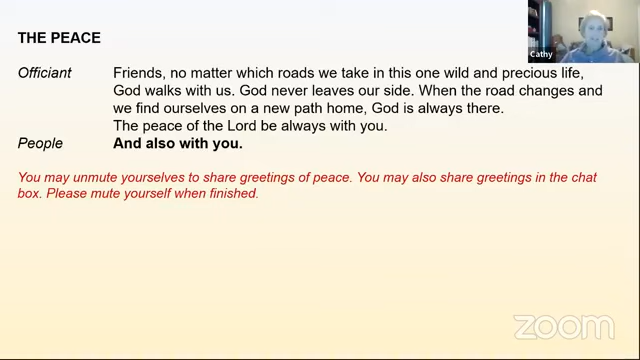 THE PEACE
Cathy
Officiant Friends, no matter which roads we take in this one wild and precious life,
God walks with us. God never leaves our side. When the road changes and
we find ourselves on a new path home, God is always there.
The peace of the Lord be always with you.
People And also with you.
You may unmute yourselves to share greetings of peace. You may also share greetings in the chat
box. Please mute yourself when finished.
zoom